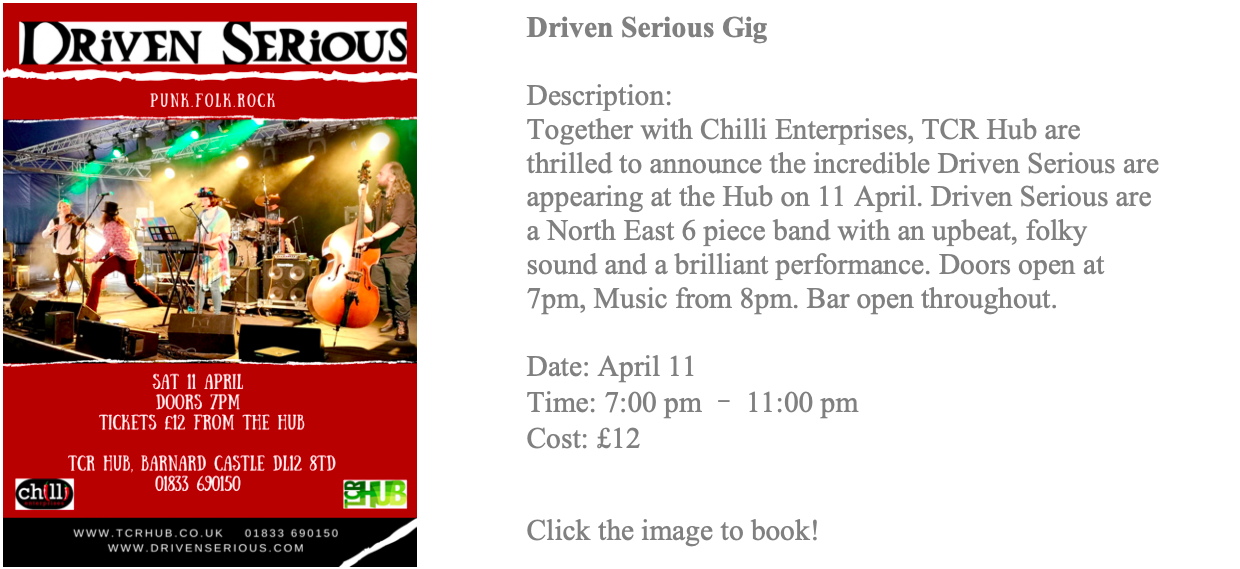 DRIVEN SERIOUS
PUNK.FOLK.ROCK
SAT 11 APRIL
DOORS 7PM
TICKETS £12 FROM THE HUB
TCR HUB, BARNARD CASTLE DL12 8TD
01833 690150
chilli
enterprises
TCR HUB
WWW.TCRHUB.CO.UK 01833 690150
WWW.DRIVENSERIOUS.COM
Driven Serious Gig
Description:
Together with Chilli Enterprises, TCR Hub are
thrilled to announce the incredible Driven Serious are
appearing at the Hub on 11 April. Driven Serious are
a North East 6 piece band with an upbeat, folky
sound and a brilliant performance. Doors open at
7pm, Music from 8pm. Bar open throughout.
Date: April 11
Time: 7:00 pm – 11:00 pm
Cost: £12
Click the image to book!